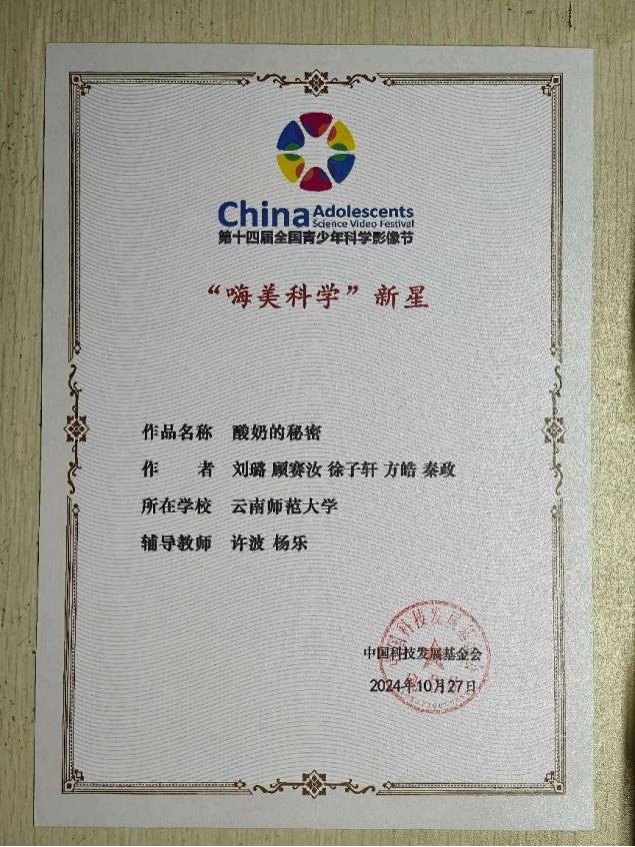 China Adolescents
Science Video Festival
第十四届全国青少年科学影像节
“嗨美科学”新星
作品名称 酸奶的秘密
作 者 刘璐 顾赛汝 徐子轩 方皓 秦政
所在学校 云南师范大学
辅导教师 许波 杨乐
中国科技发展基金会
2024年10月27日